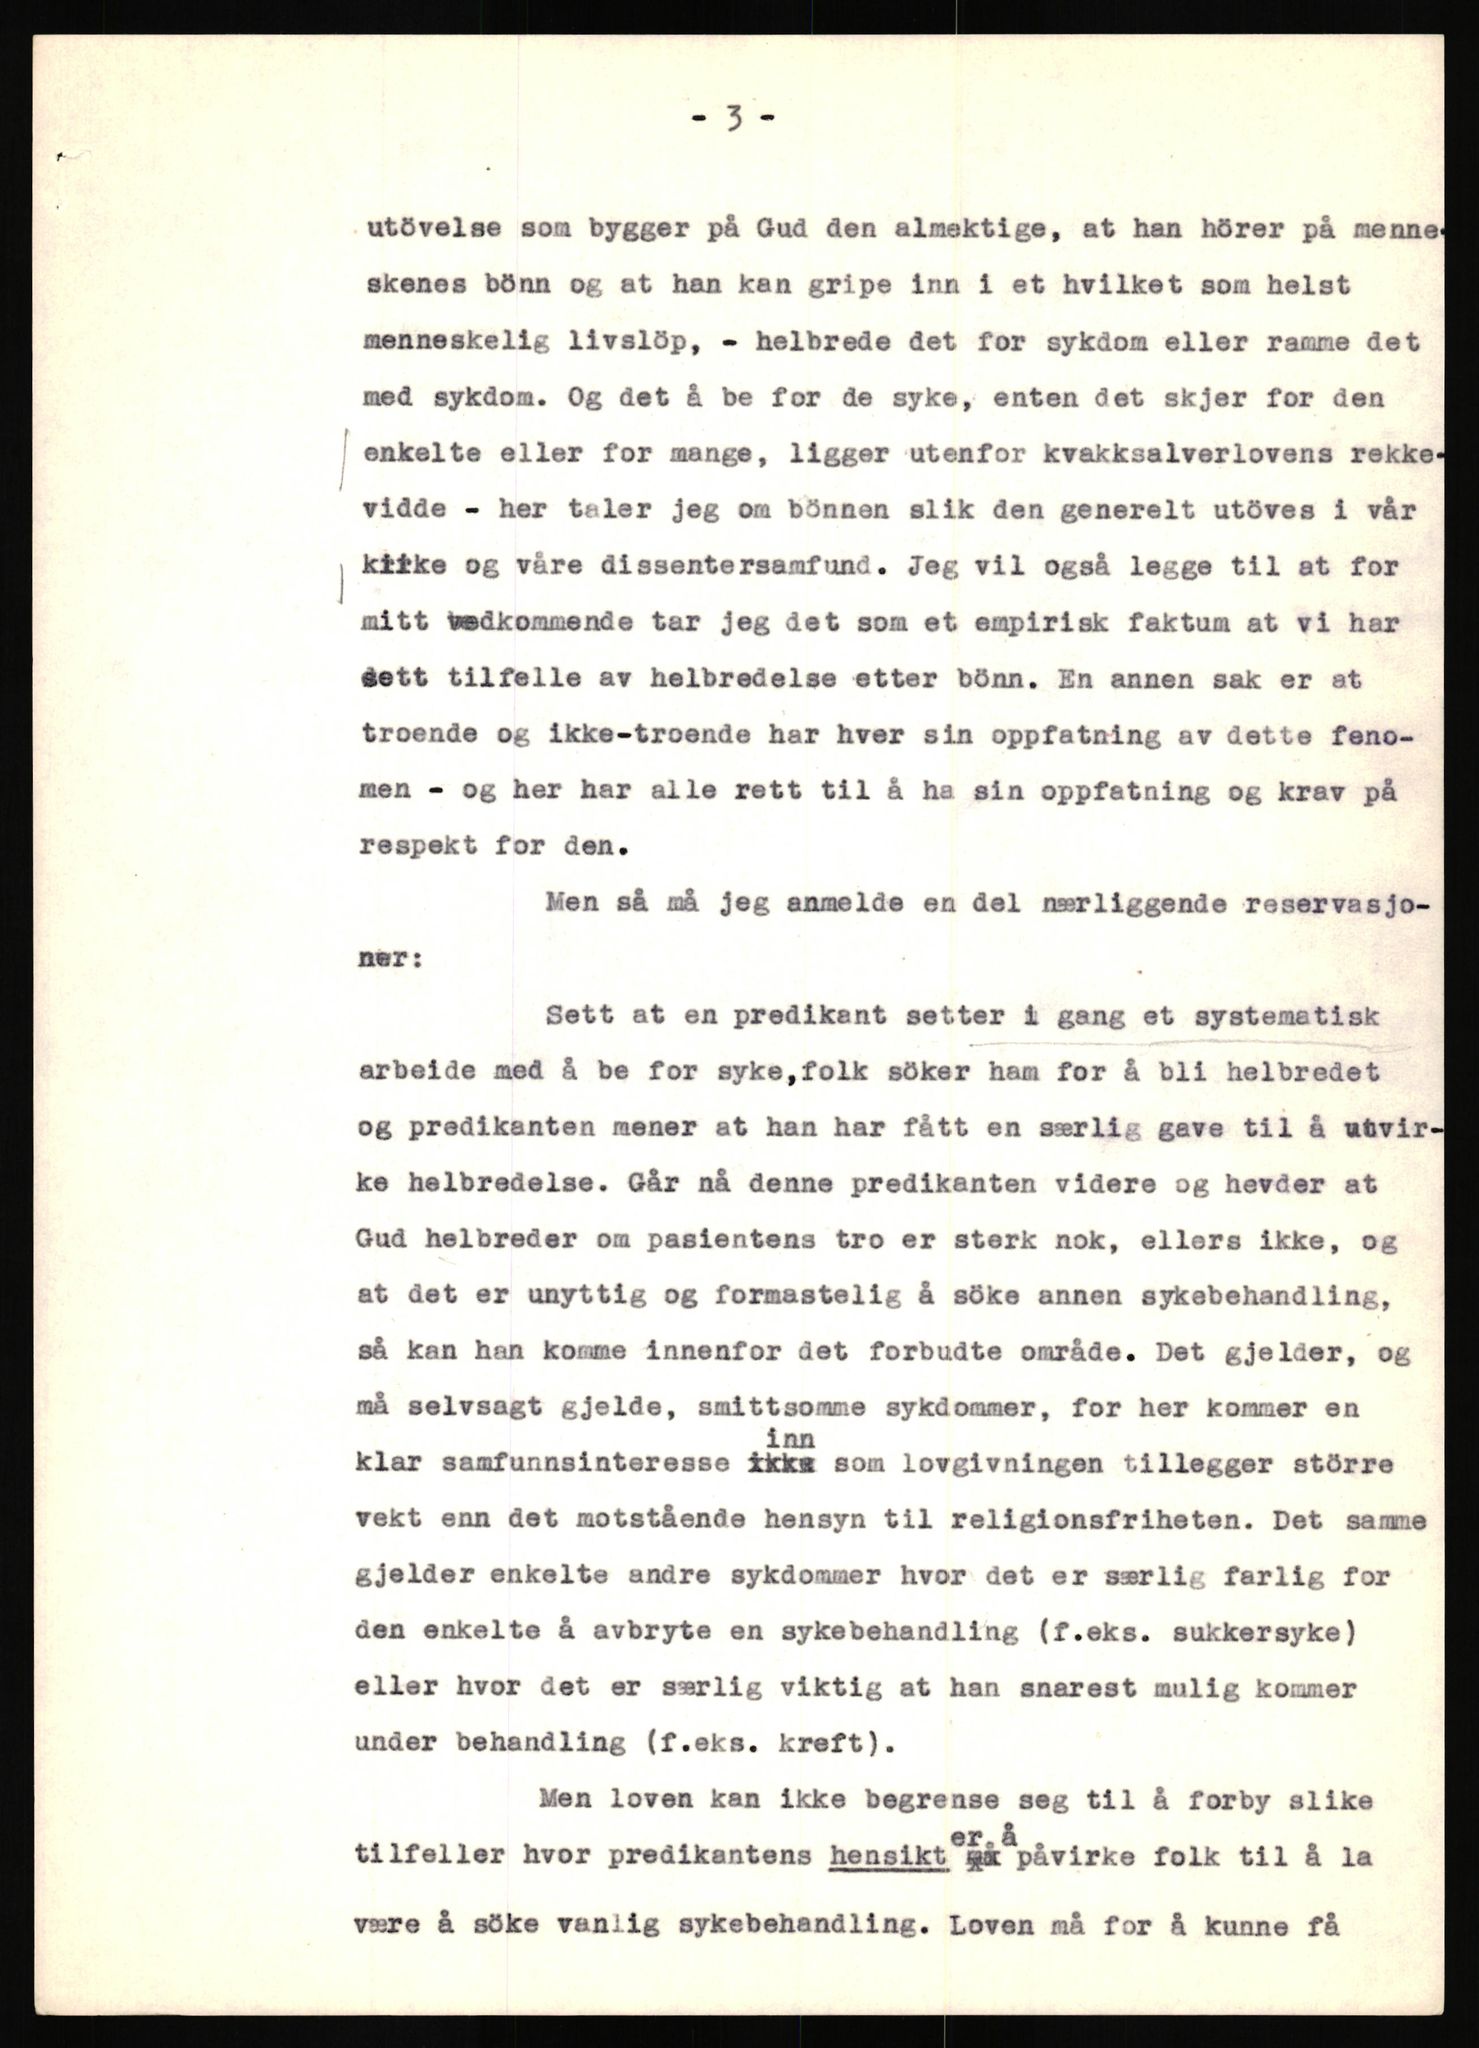 - 3 -
utövelse som bygger på Gud den almektige, at han hörer på menne-
skenes bönn og at han kan gripe inn i et hvilket som helst
menneskelig livslöp, - helbrede det for sykdom eller ramme det
med sykdom. Og det å be for de syke, enten det skjer for den
enkelte eller for mange, ligger utenfor kvakksalverlovens rekke-
vidde - her taler jeg om bönnen slik den generelt utöves i vår
kirke og våre dissentersamfund. Jeg vil også legge til at for
mitt vedkommende tar jeg det som et empirisk faktum at vi har
sett tilfelle av helbredelse etter bönn. En annen sak er at
troende og ikke-troende har hver sin oppfatning av dette feno-
men - og her har alle rett til å ha sin oppfatning og krav på
respekt for den.
Men så må jeg anmelde en del nærliggende reservasjo-
ner:
Sett at en predikant setter i gang et systematisk
arbeide med å be for syke, folk söker ham for å bli helbredet
og predikanten mener at han har fått en særlig gave til å utvir-
ke helbredelse. Går nå denne predikanten videre og hevder at
Gud helbreder om pasientens tro er sterk nok, ellers ikke, og
at det er unyttig og formastelig å söke annen sykebehandling,
så kan han komme innenfor det forbudte område. Det gjelder, og
må selvsagt gjelde, smittsomme sykdommer, for her kommer en
klar samfunnsinteresse inn som lovgivningen tillegger större
vekt enn det motstående hensyn til religionsfriheten. Det samme
gjelder enkelte andre sykdommer hvor det er særlig farlig for
den enkelte å avbryte en sykebehandling (f.eks. sukkersyke)
eller hvor det er særlig viktig at han snarest mulig kommer
under behandling (f.eks. kreft).
Men loven kan ikke begrense seg til å forby slike
tilfeller hvor predikantens hensikt er å påvirke folk til å la
være å söke vanlig sykebehandling. Loven må for å kunne få